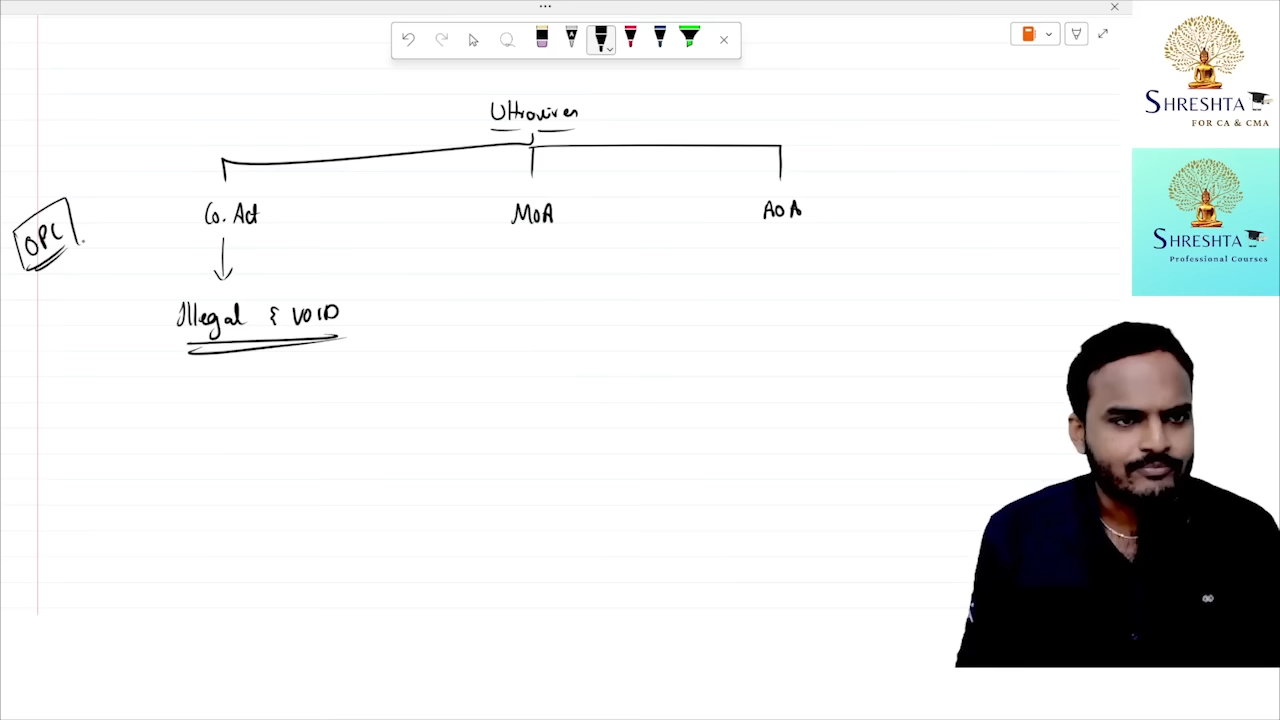 SHRESHTA
FOR CA & CMA
Ultravires
Co. Act
MOA
AOA
OPC
Illegal & VOID
SHRESHTA
Professional Courses